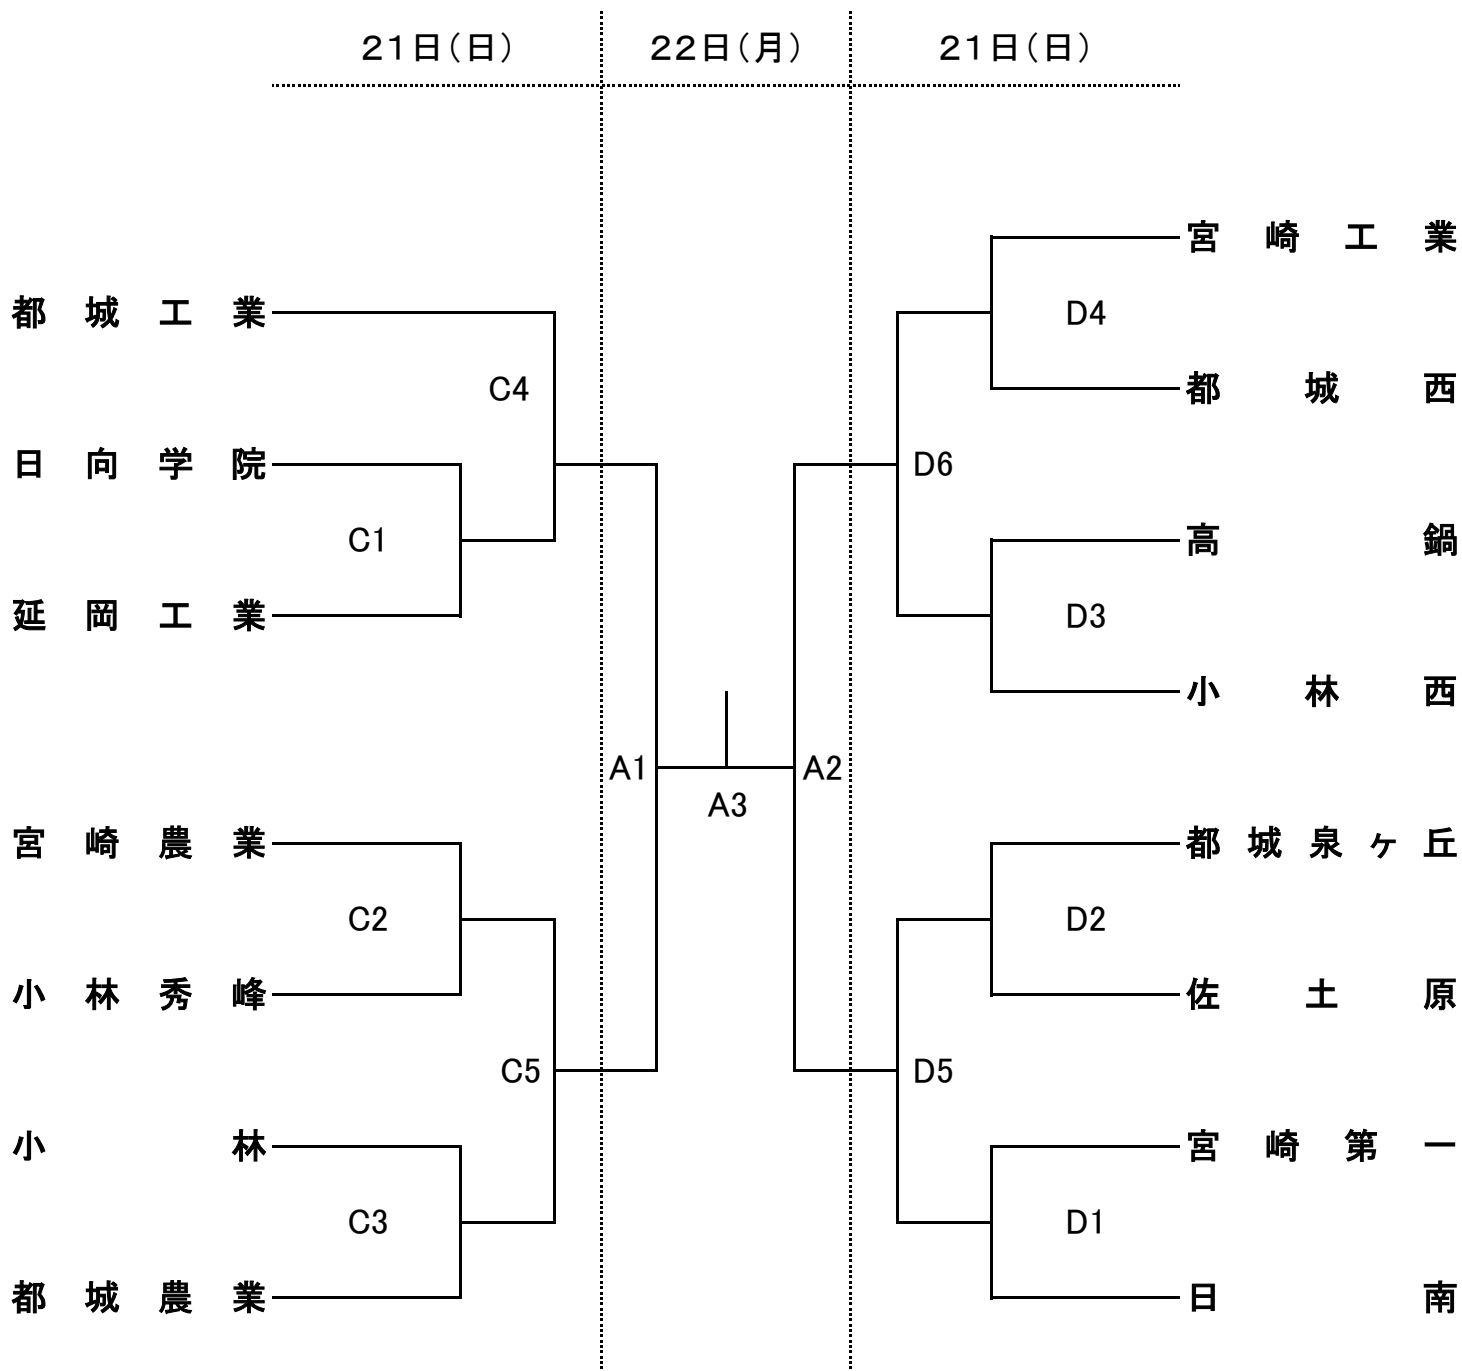 21日(日) 22日(月) 21日(日)
宮崎工業
都城工業 D4
C4 都城西
日向学院 D6
C1 高鍋
延岡工業 D3
小林西
A1 A2
A3
宮崎農業 都城泉ヶ丘
C2 D2
小林秀峰 佐土原
C5 D5
小林 宮崎第一
C3 D1
都城農業 日南